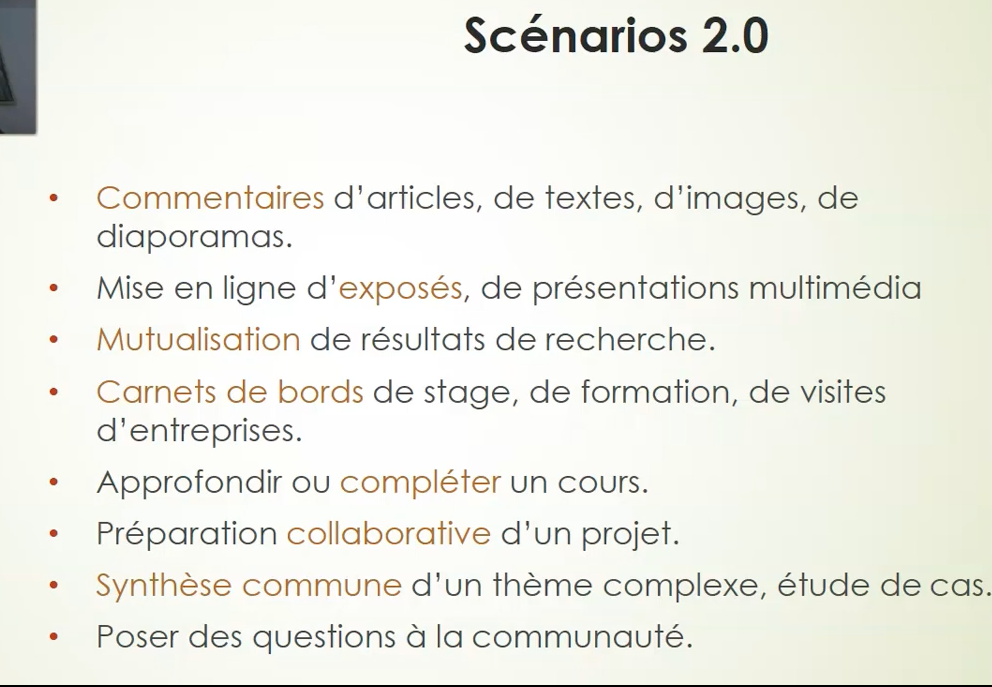 Scénarios 2.0
• Commentaires d’articles, de textes, d’images, de
diaporamas.
• Mise en ligne d’exposés, de présentations multimédia
• Mutualisation de résultats de recherche.
• Carnets de bords de stage, de formation, de visites
d’entreprises.
• Approfondir ou compléter un cours.
• Préparation collaborative d’un projet.
• Synthèse commune d’un thème complexe, étude de cas.
• Poser des questions à la communauté.